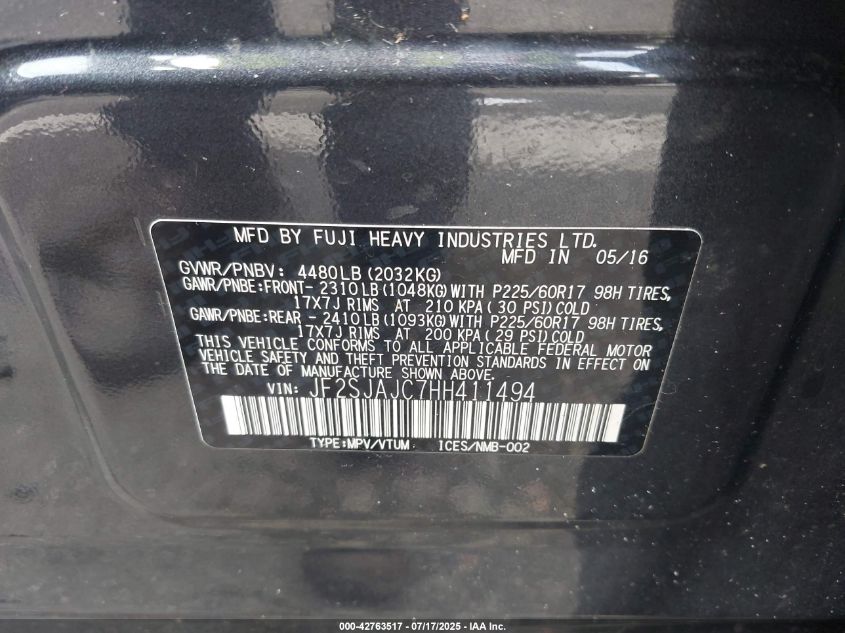 MFD BY FUJI HEAVY INDUSTRIES LTD.
MFD IN 05/16
GVWR/PNBV: 4480LB(2032KG)
GAWR/PNBE:FRONT- 2310LB(1048KG)WITH P225/60R17 98H TIRES,
17X7J RIMS AT 210 KPA(30 PSI)COLD
GAWR/PNBE:REAR - 2410LB(1093KG)WITH P225/60R17 98H TIRES,
17X7J RIMS AT 200 KPA(29 PSI)COLD
THIS VEHICLE CONFORMS TO ALL APPLICABLE FEDERAL MOTOR
VEHICLE SAFETY AND THEFT PREVENTION STANDARDS IN EFFECT ON
THE DATE OF MANUFACTURE SHOWN ABOVE.
VIN: JF2SJAJC7HH411494
TYPE:MPV/VTUM ICES/NMB-002
000-42763517 - 07/17/2025 - IAA Inc.